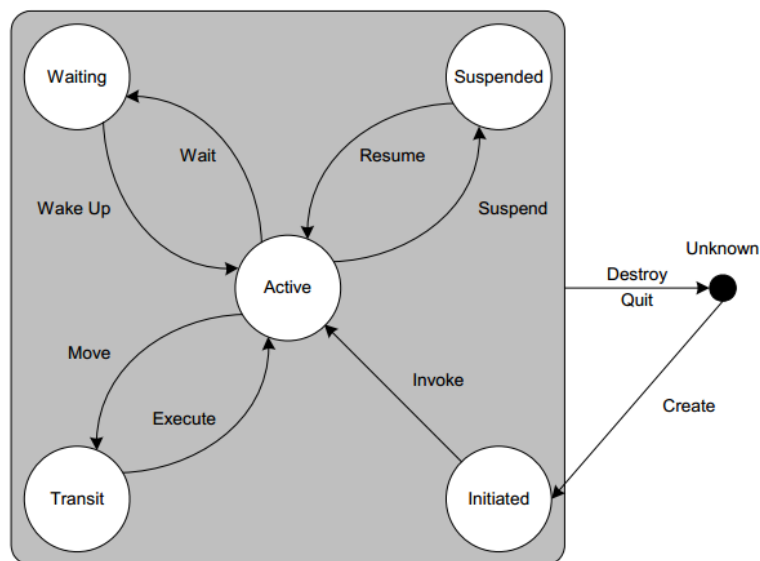 Waiting
Suspended
Wait
Resume
Wake Up
Suspend
Unknown
Active
Destroy
Quit
Move
Invoke
Create
Execute
Transit
Initiated